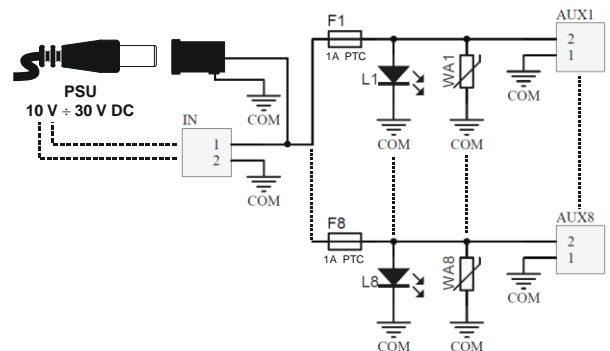 AUX1
F1
2
1A PTC
1
L1
WA1
COM
PSU
10 V ÷ 30 V DC
COM
IN
COM
COM
COM
1
2
COM
AUX8
F8
2
1A PTC
1
L8
WA8
COM
COM
COM